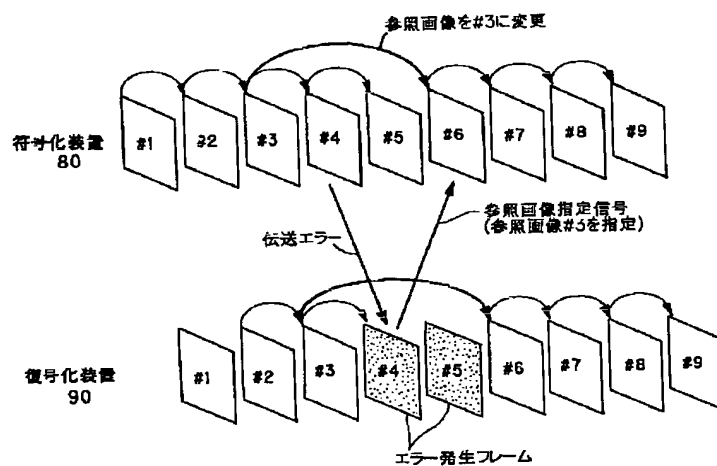 参照画像を#3に変更
符号化装置
80
#1
#2
#3
#4
#5
#6
#7
#8
#9
伝送エラー
参照画像指定信号
(参照画像#3を指定)
復号化装置
90
#1
#2
#3
#4
#5
#6
#7
#8
#9
エラー発生フレーム